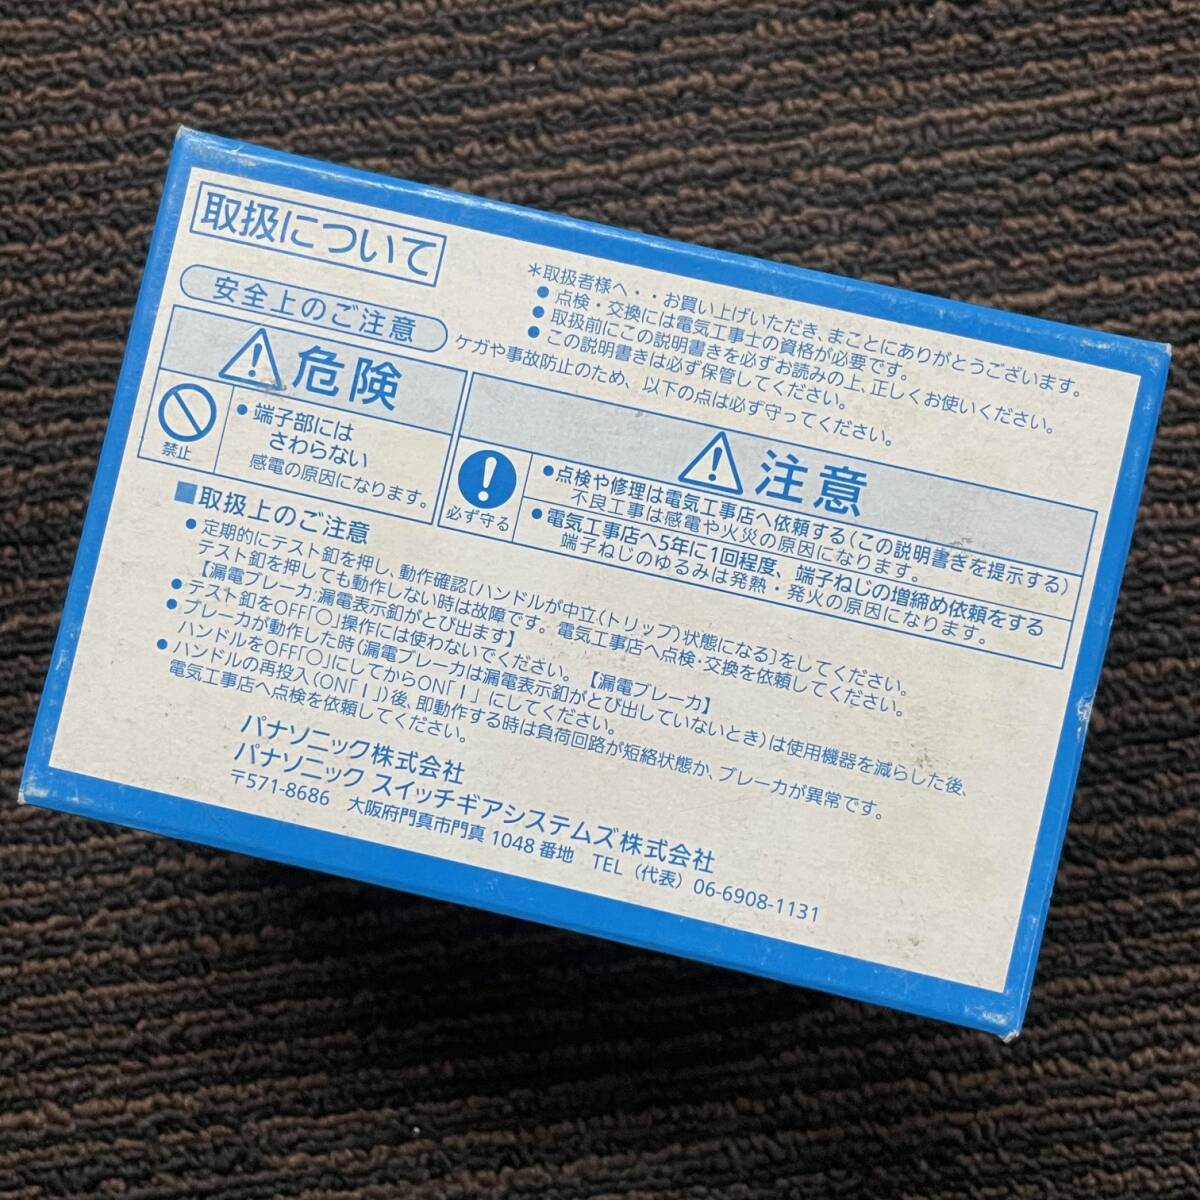 取扱について
＊取扱者様へ・・お買い上げいただき、まことにありがとうございます。
●点検・交換には電気工事士の資格が必要です。
●取扱前にこの説明書きを必ずお読みの上、正しくお使いください。
●この説明書きは必ず保管してください。
安全上のご注意
ケガや事故防止のため、以下の点は必ず守ってください。
危険
禁止
●端子部には
さわらない
感電の原因になります。
注意
必ず守る
●点検や修理は電気工事店へ依頼する(この説明書きを提示する)
不良工事は感電や火災の原因になります。
●電気工事店へ5年に1回程度、端子ねじの増締め依頼をする
端子ねじのゆるみは発熱・発火の原因になります。
■取扱上のご注意
●定期的にテスト釦を押し、動作確認[ハンドルが中立(トリップ)状態になる]をしてください。
テスト釦を押しても動作しない時は故障です。電気工事店へ点検・交換を依頼してください。
【漏電ブレーカ:漏電表示釦がとび出ます】
●テスト釦をOFF「○」操作には使わないでください。【漏電ブレーカ】
●ブレーカが動作した時(漏電ブレーカは漏電表示釦がとび出していないとき)は使用機器を減らした後、
ハンドルをOFF「○」にしてからON「｜」にしてください。
●ハンドルの再投入(ON「｜」)後、即動作する時は負荷回路が短絡状態か、ブレーカが異常です。
電気工事店へ点検を依頼してください。
パナソニック株式会社
パナソニック スイッチギアシステムズ株式会社
〒571-8686 大阪府門真市門真 1048 番地 TEL (代表) 06-6908-1131